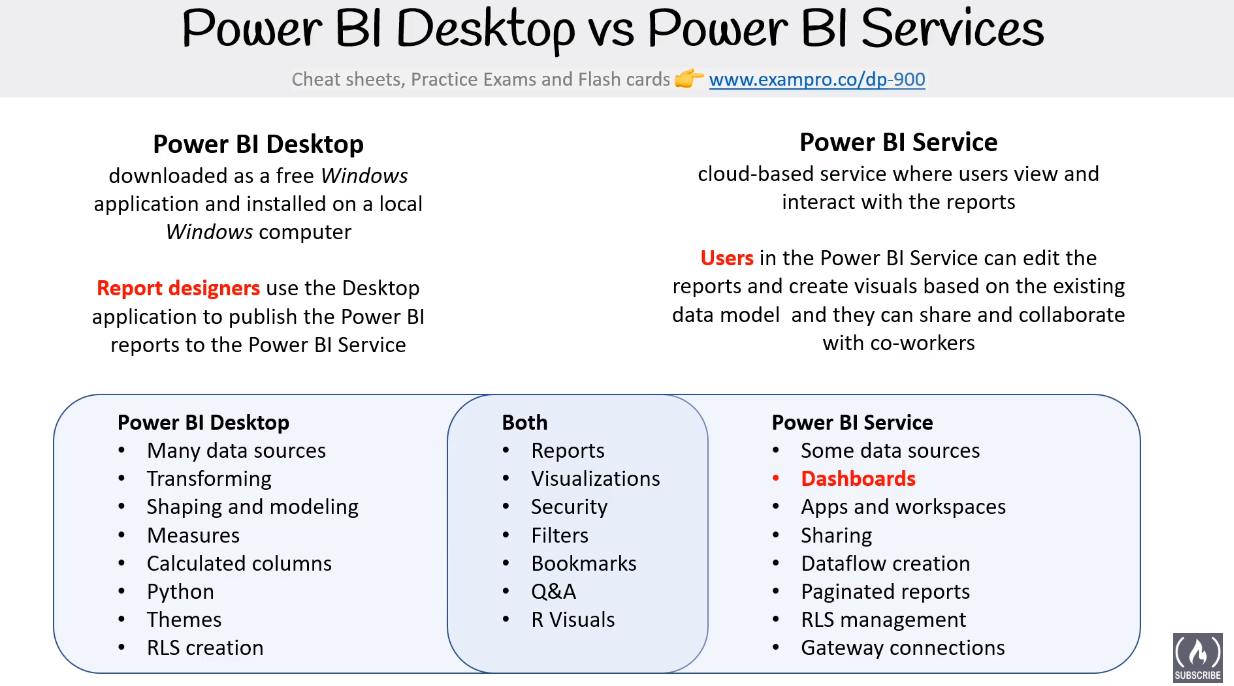 Power BI Desktop vs Power BI Services
Cheat sheets, Practice Exams and Flash cards 👉 www.exampro.co/dp-900
Power BI Desktop
downloaded as a free Windows
application and installed on a local
Windows computer
Report designers use the Desktop
application to publish the Power BI
reports to the Power BI Service
Power BI Service
cloud-based service where users view and
interact with the reports
Users in the Power BI Service can edit the
reports and create visuals based on the existing
data model and they can share and collaborate
with co-workers
Power BI Desktop
• Many data sources
• Transforming
• Shaping and modeling
• Measures
• Calculated columns
• Python
• Themes
• RLS creation
Both
• Reports
• Visualizations
• Security
• Filters
• Bookmarks
• Q&A
• R Visuals
Power BI Service
• Some data sources
• Dashboards
• Apps and workspaces
• Sharing
• Dataflow creation
• Paginated reports
• RLS management
• Gateway connections
SUBSCRIBE